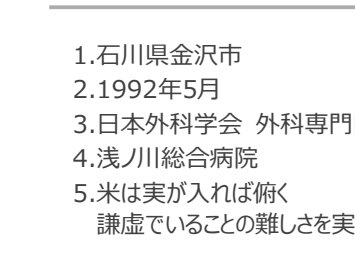 1.石川県金沢市
2.1992年5月
3.日本外科学会 外科専門
4.浅ノ川総合病院
5.米は実が入れば俯く
謙虚でいることの難しさを実